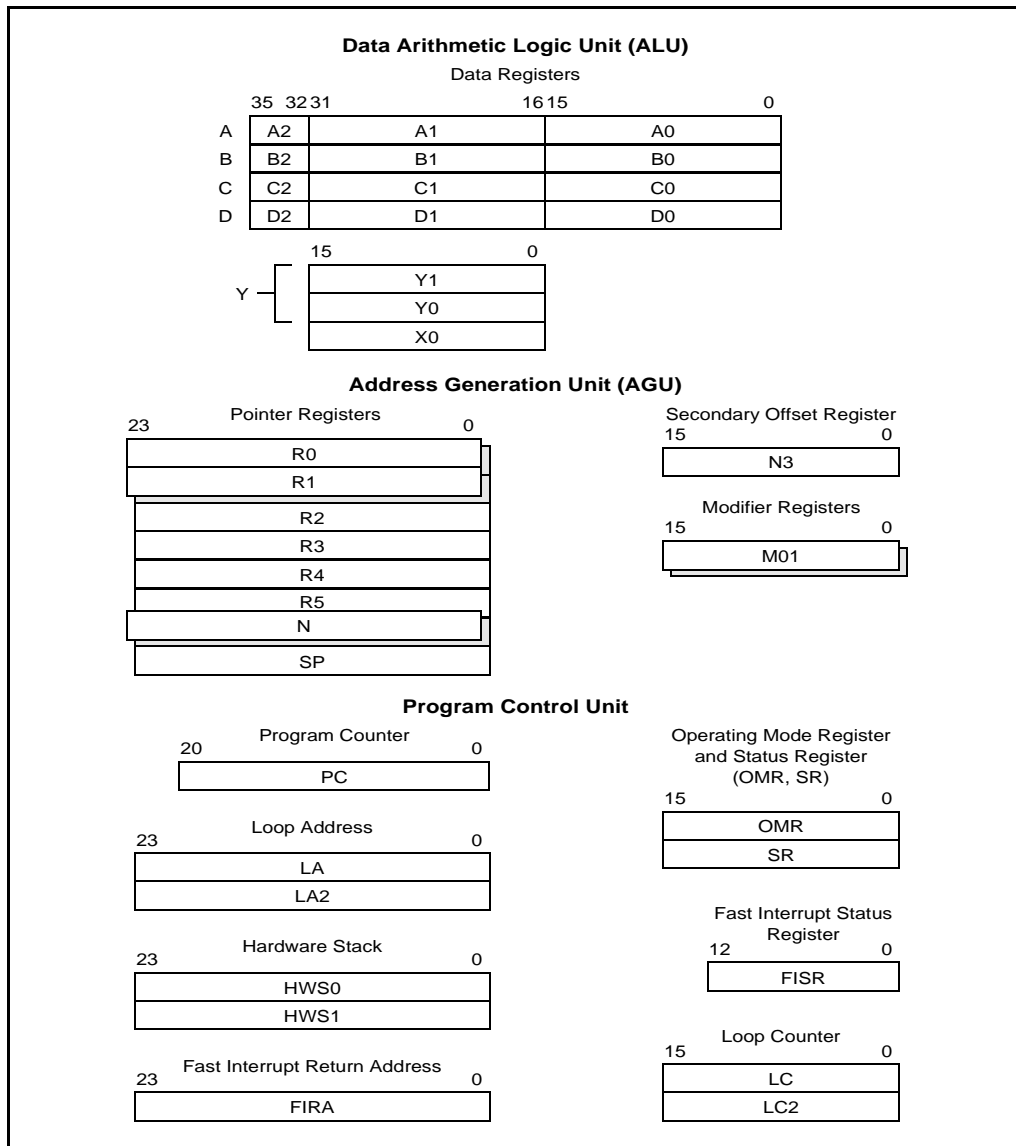 Data Arithmetic Logic Unit (ALU)
Data Registers
35 32 31 16 15 0
A A2 A1 A0
B B2 B1 B0
C C2 C1 C0
D D2 D1 D0
15 0
Y Y1
Y0
X0
Address Generation Unit (AGU)
Pointer Registers
23 0
R0
R1
R2
R3
R4
R5
N
SP
Secondary Offset Register
15 0
N3
Modifier Registers
15 0
M01
Program Control Unit
Program Counter
20 0
PC
Loop Address
23 0
LA
LA2
Hardware Stack
23 0
HWS0
HWS1
Fast Interrupt Return Address
23 0
FIRA
Operating Mode Register
and Status Register
(OMR, SR)
15 0
OMR
SR
Fast Interrupt Status
Register
12 0
FISR
Loop Counter
15 0
LC
LC2